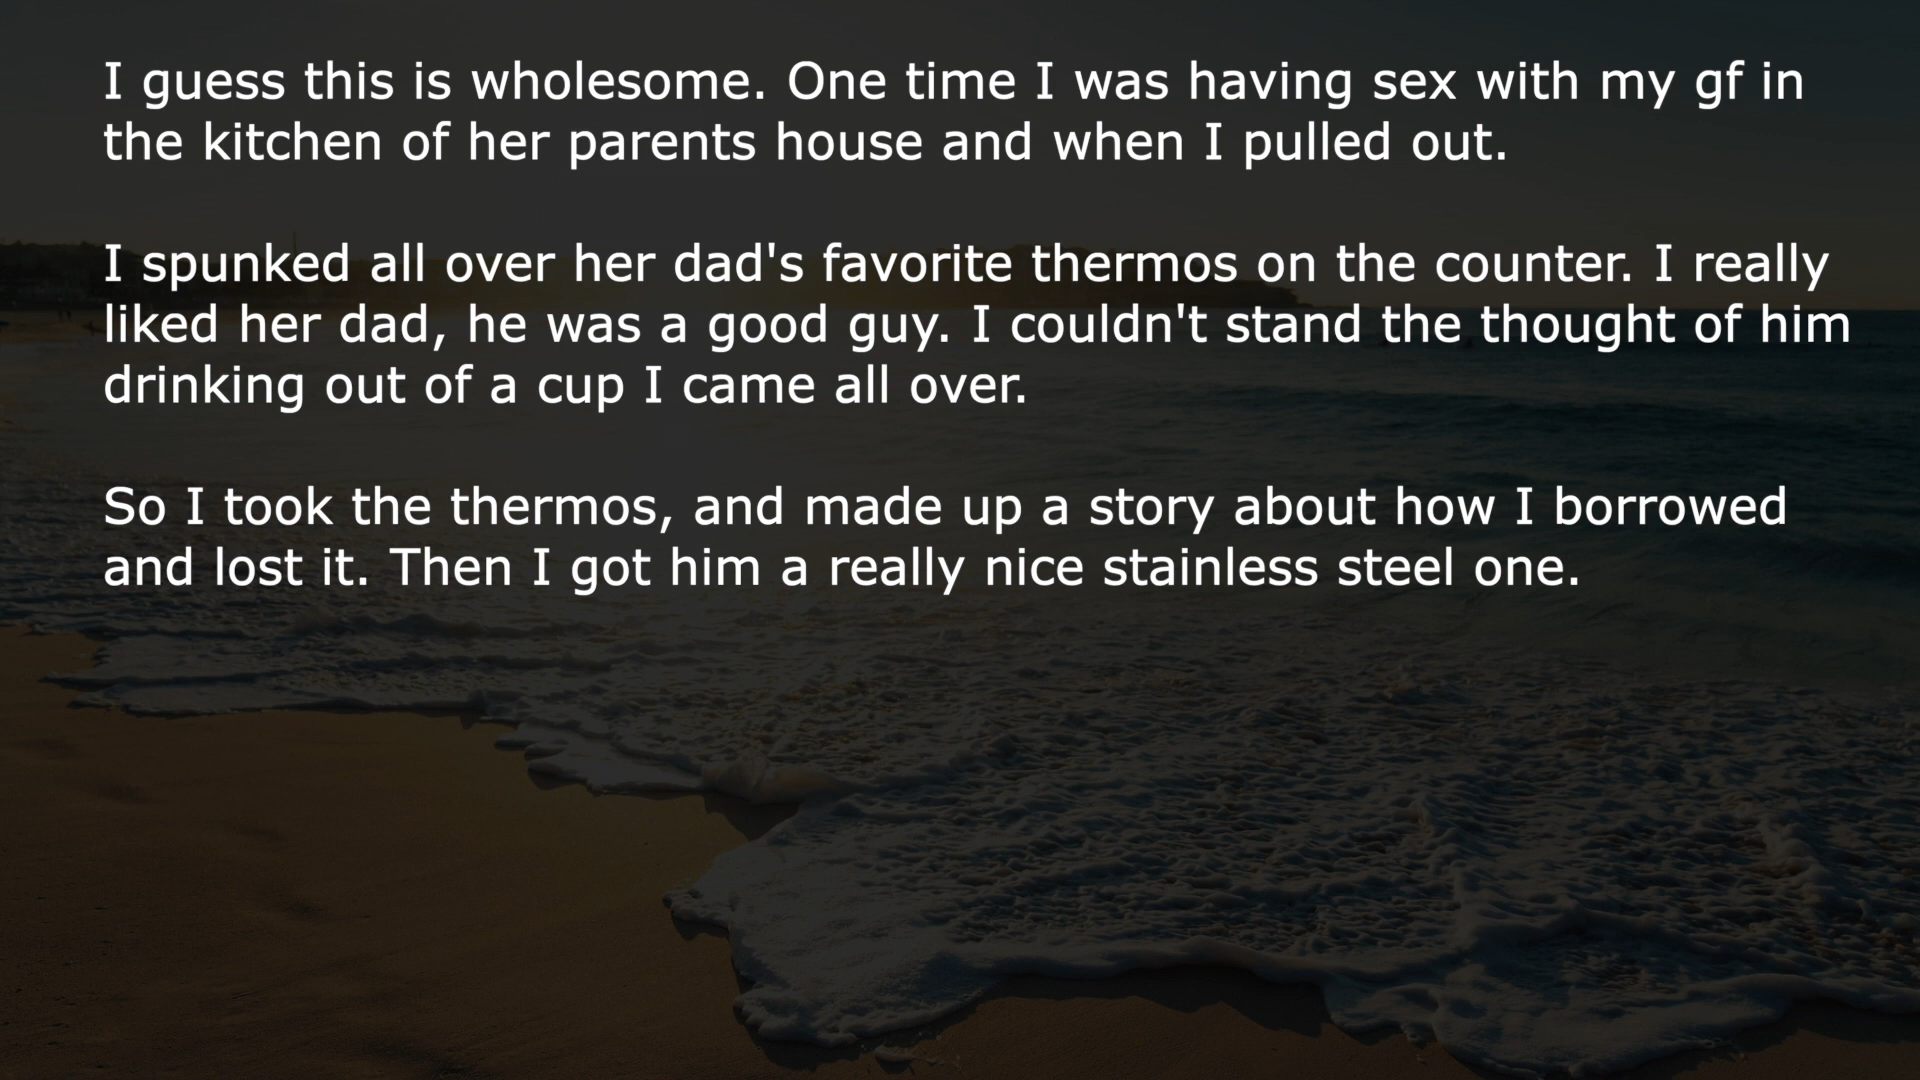 I guess this is wholesome. One time I was having sex with my gf in
the kitchen of her parents house and when I pulled out.
I spunked all over her dad's favorite thermos on the counter. I really
liked her dad, he was a good guy. I couldn't stand the thought of him
drinking out of a cup I came all over.
So I took the thermos, and made up a story about how I borrowed
and lost it. Then I got him a really nice stainless steel one.